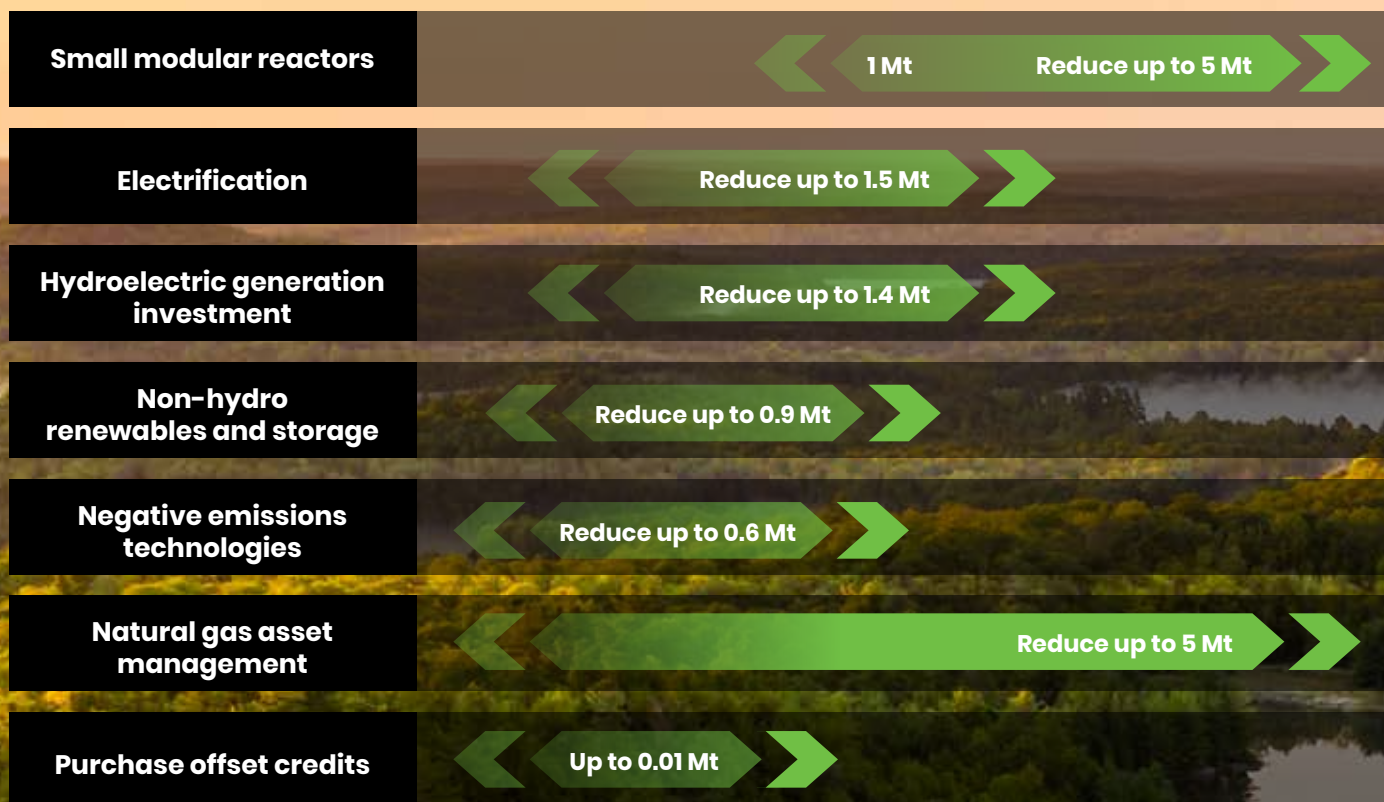 Small modular reactors
1 Mt
Reduce up to 5 Mt
Electrification
Reduce up to 1.5 Mt
Hydroelectric generation
investment
Reduce up to 1.4 Mt
Non-hydro
renewables and storage
Reduce up to 0.9 Mt
Negative emissions
technologies
Reduce up to 0.6 Mt
Natural gas asset
management
Reduce up to 5 Mt
Purchase offset credits
Up to 0.01 Mt